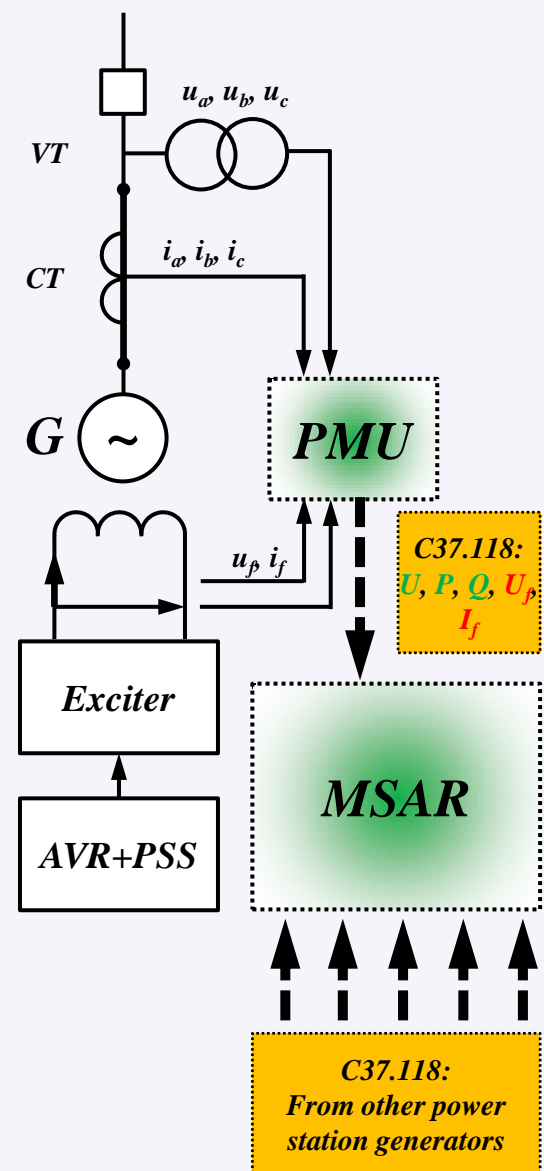 u_a, u_b, u_c
VT
i_a, i_b, i_c
CT
G
~
PMU
u_f, i_f
C37.118:
U, P, Q, U_f,
I_f
Exciter
MSAR
AVR+PSS
C37.118:
From other power
station generators